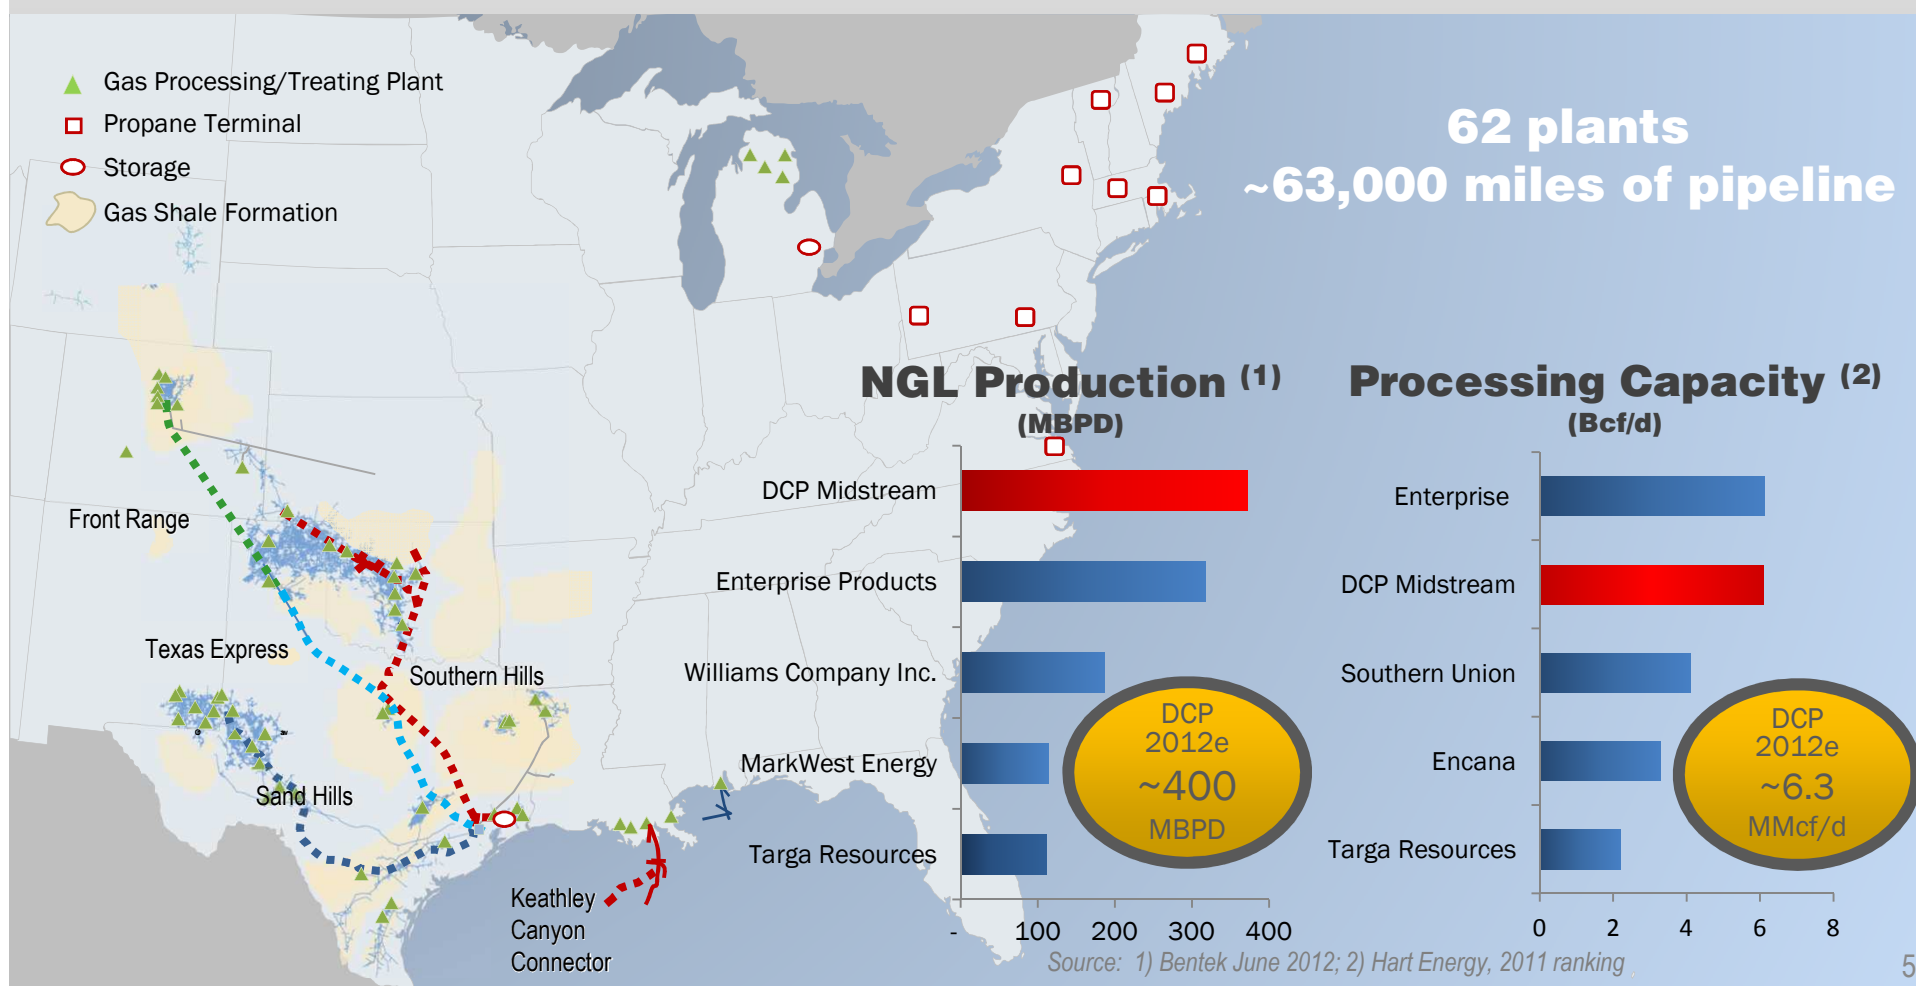 Gas Processing/Treating Plant
Propane Terminal
Storage
Gas Shale Formation
62 plants
~63,000 miles of pipeline
Front Range
Texas Express
Southern Hills
Sand Hills
Keathley
Canyon
Connector
NGL Production (1)
(MBPD)
DCP Midstream
Enterprise Products
Williams Company Inc.
MarkWest Energy
Targa Resources
- 100 200 300 400
DCP
2012e
~400
MBPD
Processing Capacity (2)
(Bcf/d)
Enterprise
DCP Midstream
Southern Union
Encana
Targa Resources
0 2 4 6 8
DCP
2012e
~6.3
MMcf/d
Source: 1) Bentek June 2012; 2) Hart Energy, 2011 ranking
5